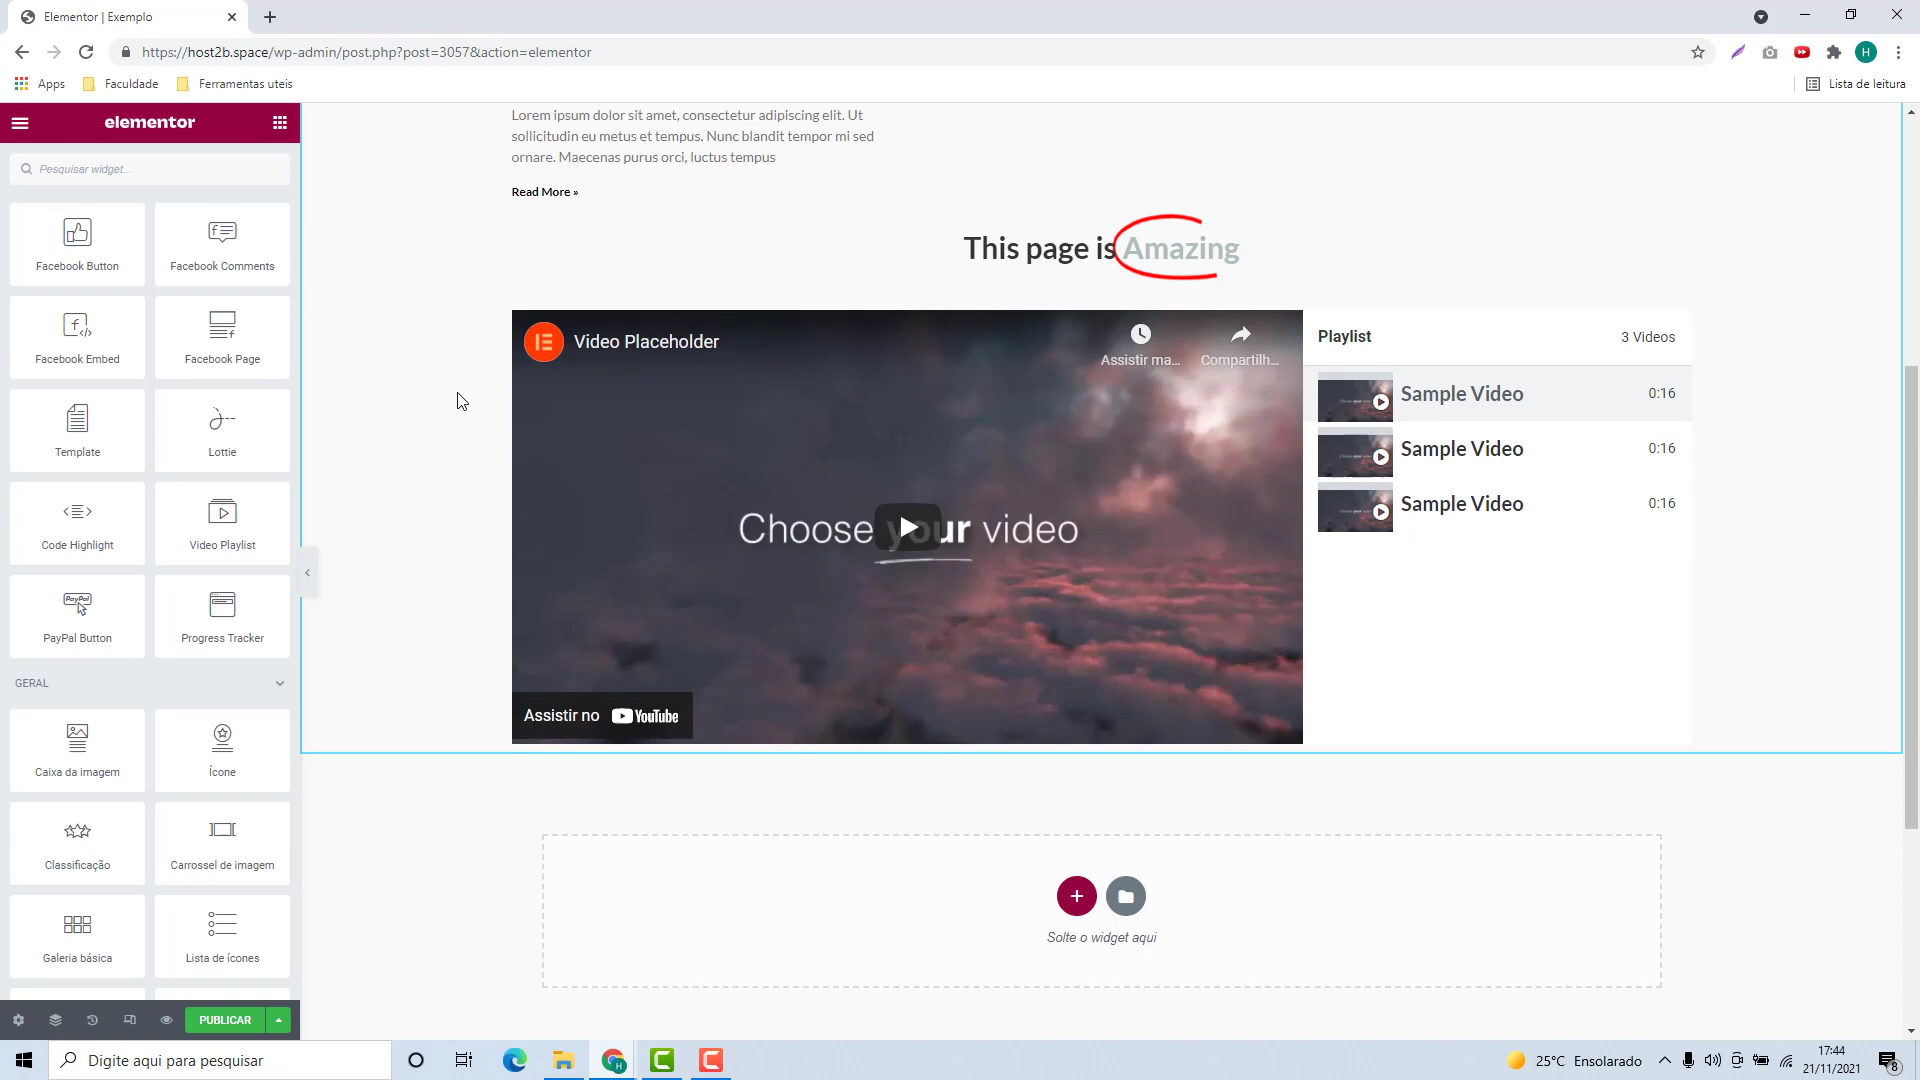 Elementor | Exemplo
https://host2b.space/wp-admin/post.php?post=3057&action=elementor
H
Apps
Faculdade
Ferramentas uteis
Lista de leitura
elementor
Pesquisar widget...
Facebook Button
Facebook Comments
Facebook Embed
Facebook Page
Template
Lottie
Code Highlight
Video Playlist
PayPal
PayPal Button
Progress Tracker
GERAL
Caixa da imagem
Ícone
Classificação
Carrossel de imagem
Galeria básica
Lista de ícones
PUBLICAR
Lorem ipsum dolor sit amet, consectetur adipiscing elit. Ut
sollicitudin eu metus et tempus. Nunc blandit tempor mi sed
ornare. Maecenas purus orci, luctus tempus
Read More »
This page is Amazing
Video Placeholder
Assistir ma...
Compartilh...
Choose your video
Assistir no YouTube
Playlist
3 Videos
Sample Video
0:16
Sample Video
0:16
Sample Video
0:16
Solte o widget aqui
Digite aqui para pesquisar
25°C Ensolarado
17:44
21/11/2021
8